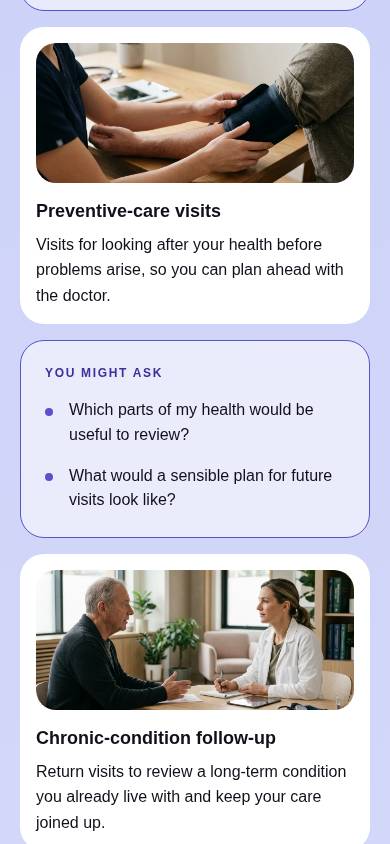 Preventive-care visits
Visits for looking after your health before
problems arise, so you can plan ahead with
the doctor.
YOU MIGHT ASK
Which parts of my health would be
useful to review?
What would a sensible plan for future
visits look like?
Chronic-condition follow-up
Return visits to review a long-term condition
you already live with and keep your care
joined up.